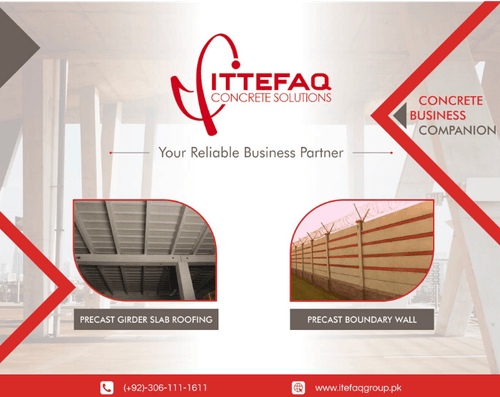 ITTEFAQ
CONCRETE SOLUTIONS
CONCRETE
BUSINESS
COMPANION
Your Reliable Business Partner
PRECAST GIRDER SLAB ROOFING
PRECAST BOUNDARY WALL
(+92)-306-111-1611
www.itefaqgroup.pk